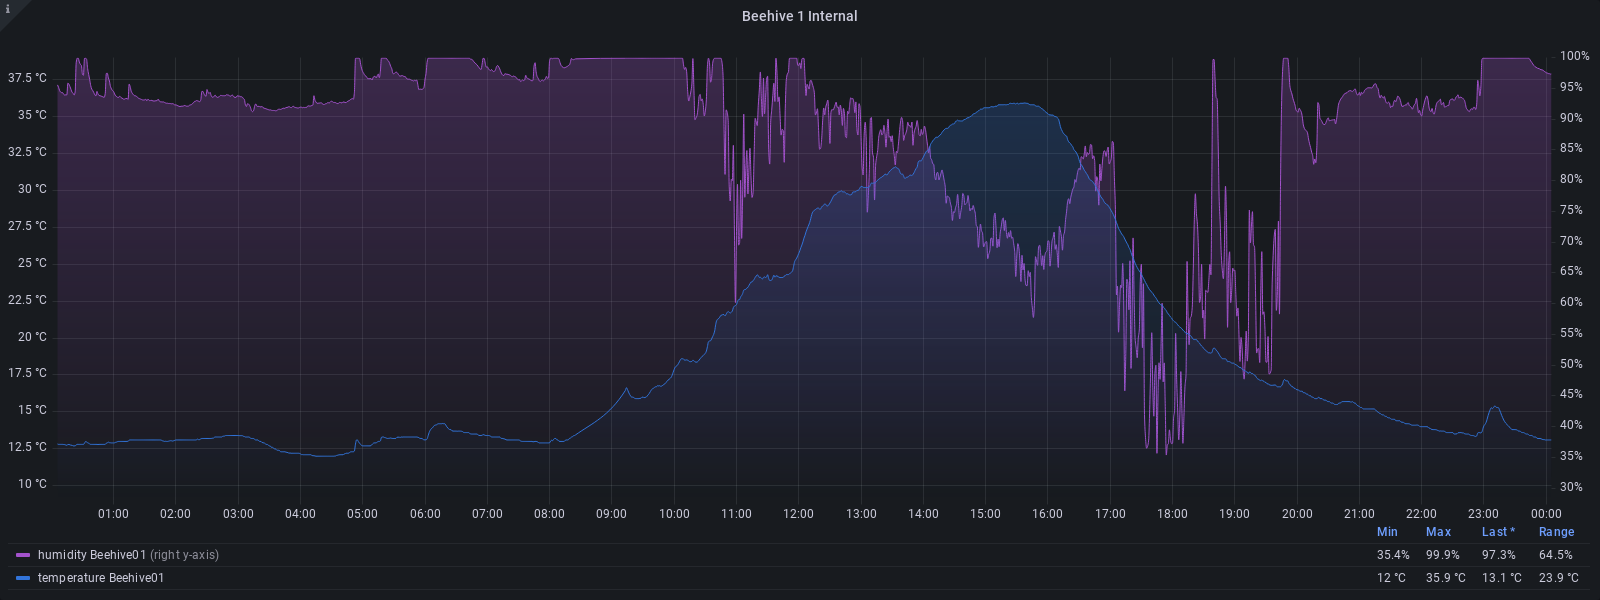 i
Beehive 1 Internal
37.5 °C
35 °C
32.5 °C
30 °C
27.5 °C
25 °C
22.5 °C
20 °C
17.5 °C
15 °C
12.5 °C
10 °C
100%
95%
90%
85%
80%
75%
70%
65%
60%
55%
50%
45%
40%
35%
30%
01:00 02:00 03:00 04:00 05:00 06:00 07:00 08:00 09:00 10:00 11:00 12:00 13:00 14:00 15:00 16:00 17:00 18:00 19:00 20:00 21:00 22:00 23:00 00:00
Min Max Last * Range
humidity Beehive01 (right y-axis) 35.4% 99.9% 97.3% 64.5%
temperature Beehive01 12 °C 35.9 °C 13.1 °C 23.9 °C